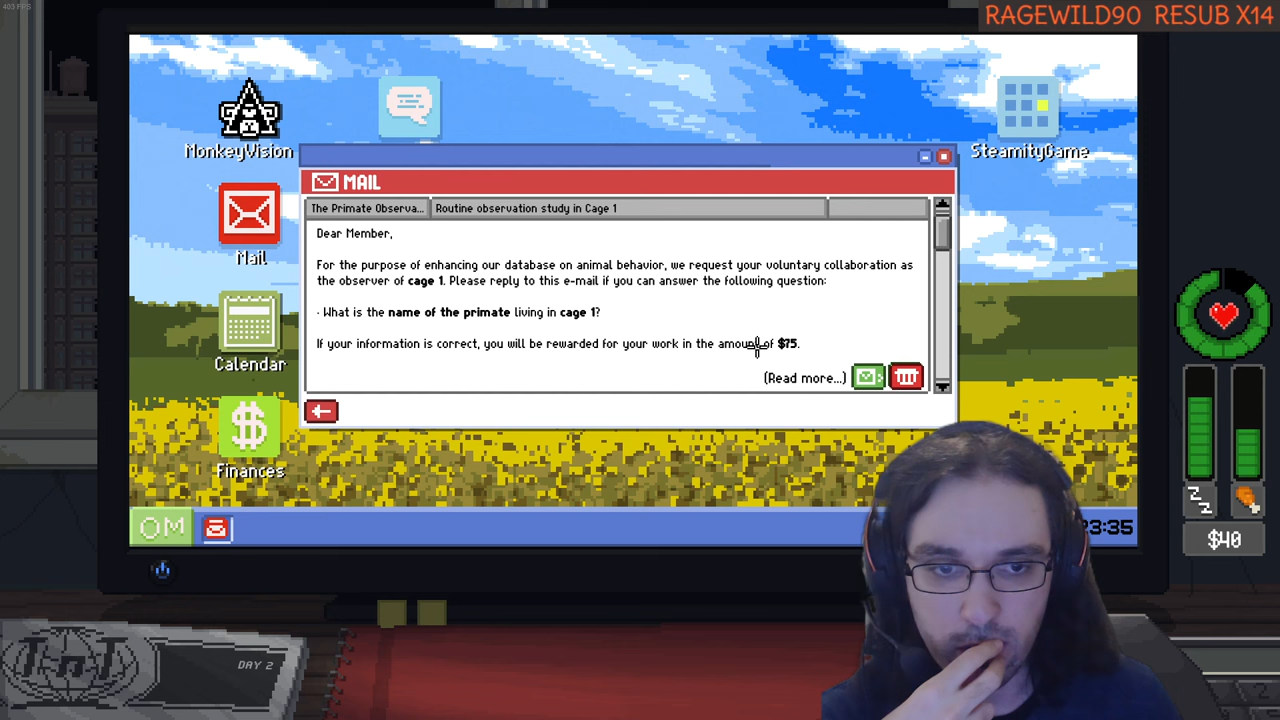 403 FPS
RAGEWILD90 RESUB X14
MonkeyVision
SteamityGame
MAIL
The Primate Observa... Routine observation study in Cage 1
Dear Member,
For the purpose of enhancing our database on animal behavior, we request your voluntary collaboration as
the observer of cage 1. Please reply to this e-mail if you can answer the following question:
· What is the name of the primate living in cage 1?
If your information is correct, you will be rewarded for your work in the amount of $75.
(Read more...)
Mail
Calendar
Finances
OM
23:35
$40
TnT
DAY 2